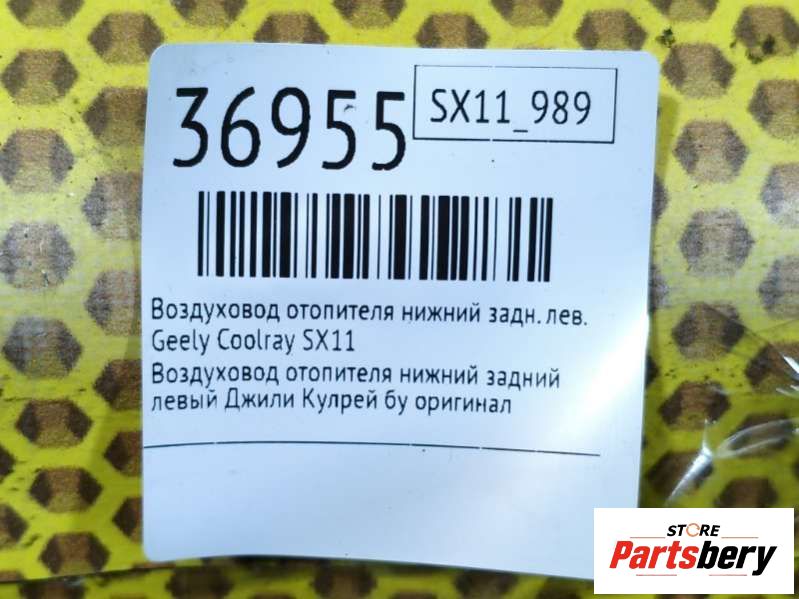 36955
SX11_989
Воздуховод отопителя нижний задн. лев.
Geely Coolray SX11
Воздуховод отопителя нижний задний
левый Джили Кулрей бу оригинал
STORE
Partsbery